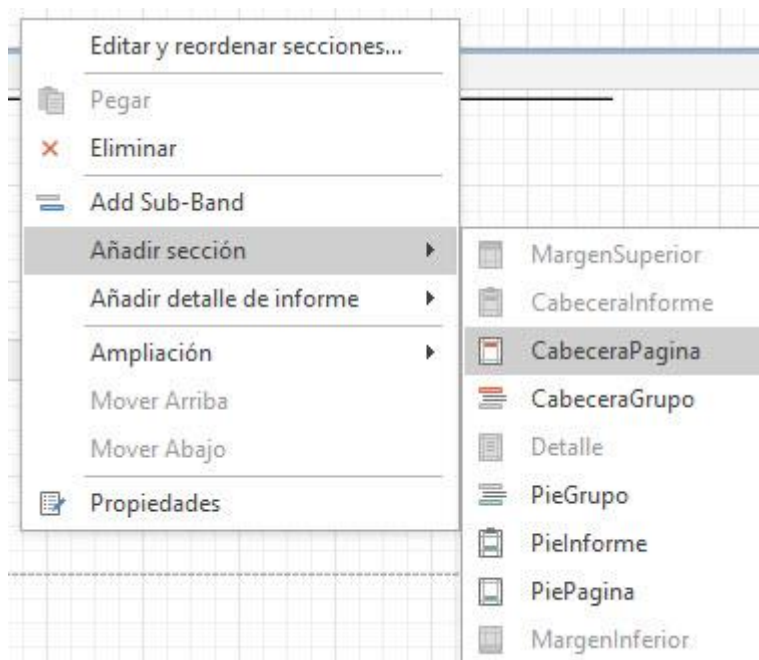 Editar y reordenar secciones...
Pegar
Eliminar
Add Sub-Band
Añadir sección
Añadir detalle de informe
Ampliación
Mover Arriba
Mover Abajo
Propiedades
MargenSuperior
CabeceraInforme
CabeceraPagina
CabeceraGrupo
Detalle
PieGrupo
PieInforme
PiePagina
MargenInferior